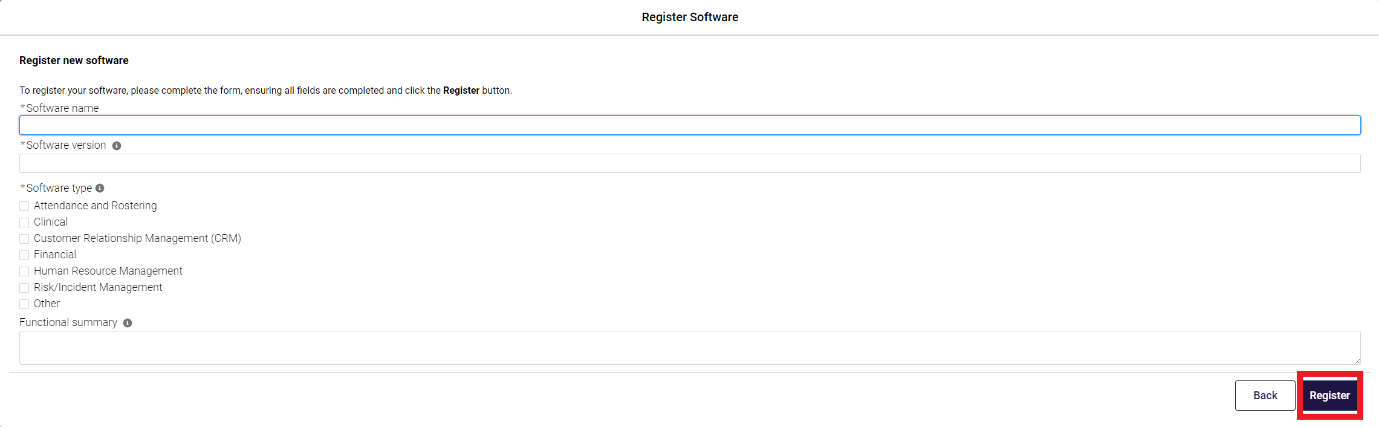 Register Software
Register new software
To register your software, please complete the form, ensuring all fields are completed and click the Register button.
*Software name
*Software version
*Software type
Attendance and Rostering
Clinical
Customer Relationship Management (CRM)
Financial
Human Resource Management
Risk/Incident Management
Other
Functional summary
Back Register